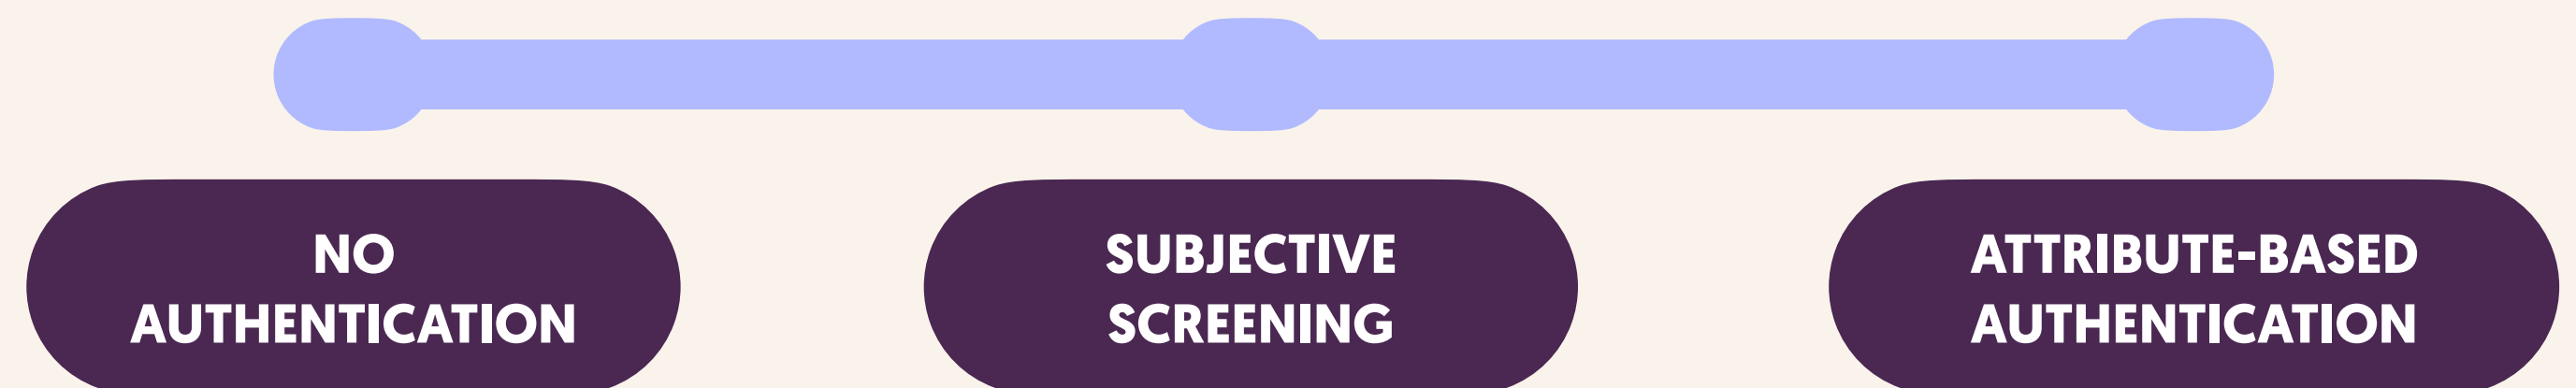 NO
AUTHENTICATION
SUBJECTIVE
SCREENING
ATTRIBUTE-BASED
AUTHENTICATION